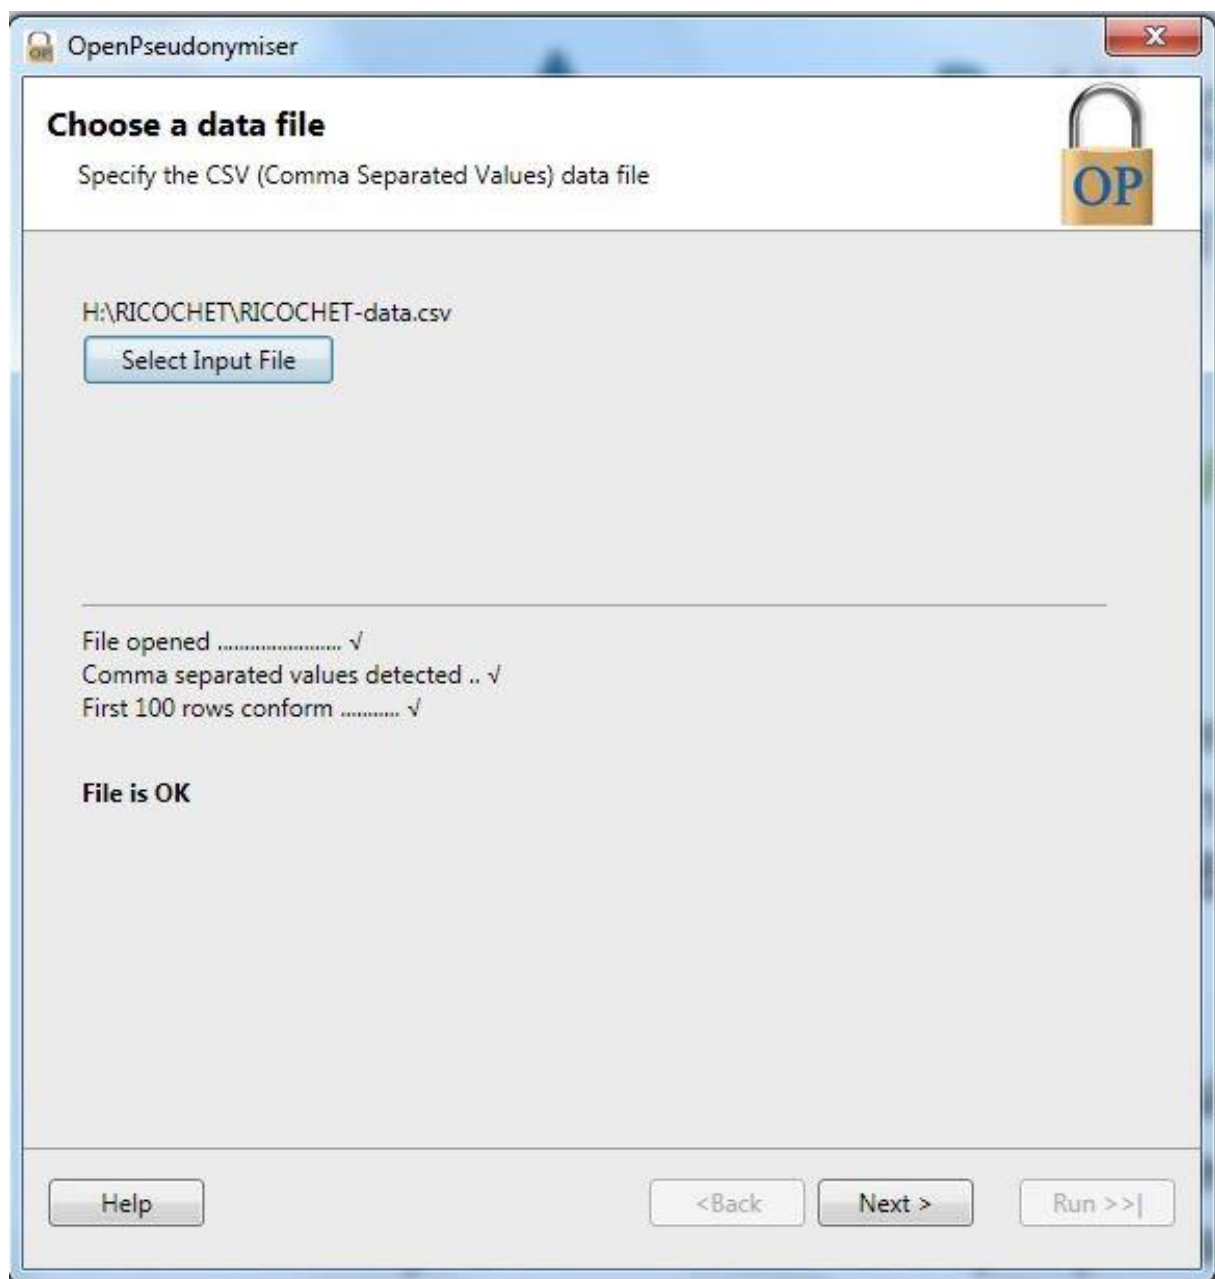 OpenPseudonymiser
Choose a data file
Specify the CSV (Comma Separated Values) data file
OP
H:\RICOCHET\RICOCHET-data.csv
Select Input File
File opened ....................... √
Comma separated values detected .. √
First 100 rows conform ........... √
File is OK
Help
<Back
Next >
Run >>|